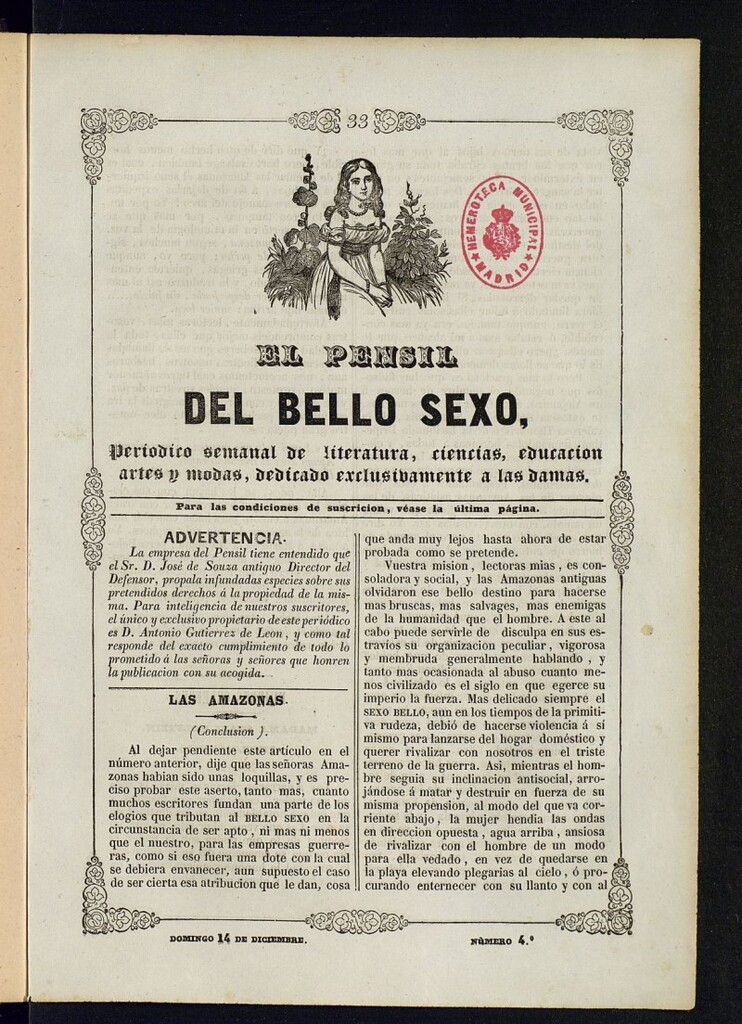 33
HEMEROTECA MUNICIPAL
MADRID
EL PENSIL
DEL BELLO SEXO,
Periodico semanal de literatura, ciencias, educacion
artes y modas, dedicado exclusivamente a las damas.
Para las condiciones de suscricion, véase la última página.
ADVERTENCIA.
La empresa del Pensil tiene entendido que
el Sr. D. José de Souza antiguo Director del
Defensor, propala infundadas especies sobre sus
pretendidos derechos á la propiedad de la mis-
ma. Para inteligencia de nuestros suscritores,
el único y exclusivo propietario de este periódico
es D. Antonio Gutierrez de Leon, y como tal
responde del exacto cumplimiento de todo lo
prometido á las señoras y señores que honren
la publicacion con su acogida.
LAS AMAZONAS.
(Conclusion).
Al dejar pendiente este artículo en el
número anterior, dije que las señoras Ama-
zonas habian sido unas loquillas, y es pre-
ciso probar este aserto, tanto mas, cuanto
muchos escritores fundan una parte de los
elogios que tributan al BELLO SEXO en la
circunstancia de ser apto, ni mas ni menos
que el nuestro, para las empresas guerre-
ras, como si eso fuera una dote con la cual
se debiera envanecer, aun supuesto el caso
de ser cierta esa atribucion que le dan, cosa
que anda muy lejos hasta ahora de estar
probada como se pretende.
Vuestra mision, lectoras mias, es con-
soladora y social, y las Amazonas antiguas
olvidaron ese bello destino para hacerse
mas bruscas, mas salvages, mas enemigas
de la humanidad que el hombre. A este al
cabo puede servirle de disculpa en sus es-
travíos su organizacion peculiar, vigorosa
y membruda generalmente hablando, y
tanto mas ocasionada al abuso cuanto me-
nos civilizado es el siglo en que egerce su
imperio la fuerza. Mas delicado siempre el
SEXO BELLO, aun en los tiempos de la primiti-
va rudeza, debió de hacerse violencia á sí
mismo para lanzarse del hogar doméstico y
querer rivalizar con nosotros en el triste
terreno de la guerra. Asi, mientras el hom-
bre seguia su inclinacion antisocial, arro-
jándose á matar y destruir en fuerza de su
misma propension, al modo del que va cor-
riente abajo, la mujer hendia las ondas
en direccion opuesta, agua arriba, ansiosa
de rivalizar con el hombre de un modo
para ella vedado, en vez de quedarse en
la playa elevando plegarias al cielo, ó pro-
curando enternecer con su llanto y con al
DOMINGO 14 DE DICIEMBRE.
NÚMERO 4.º